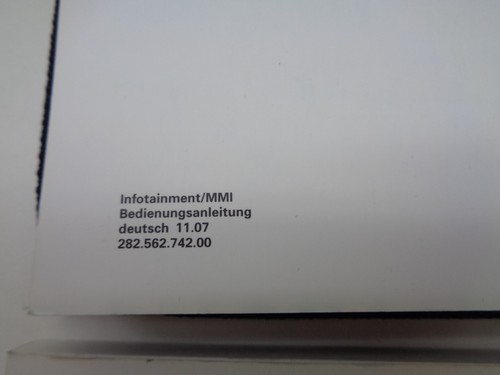 Infotainment/MMI
Bedienungsanleitung
deutsch 11.07
282.562.742.00